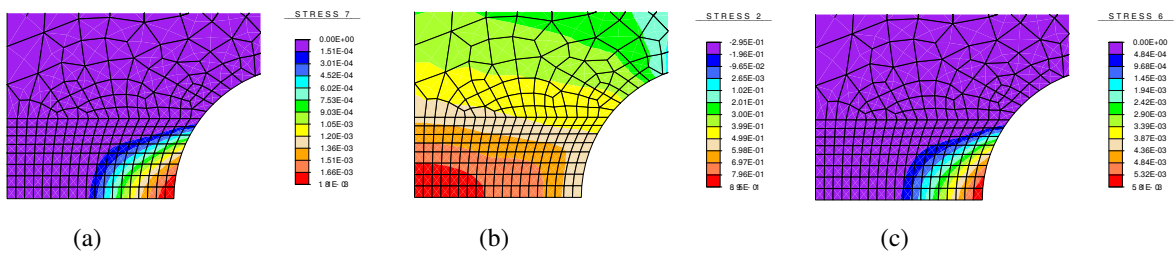 STRESS 7
0.00E+00
1.51E-04
3.01E-04
4.52E-04
6.02E-04
7.53E-04
9.03E-04
1.05E-03
1.20E-03
1.36E-03
1.51E-03
1.66E-03
(a)
STRESS 2
-2.95E-01
-1.96E-01
-9.65E-02
2.65E-03
1.02E-01
2.01E-01
3.00E-01
3.99E-01
4.99E-01
5.98E-01
6.97E-01
7.96E-01
(b)
STRESS 6
0.00E+00
4.84E-04
9.68E-04
1.45E-03
1.94E-03
2.42E-03
2.90E-03
3.39E-03
3.87E-03
4.36E-03
4.84E-03
5.32E-03
(c)